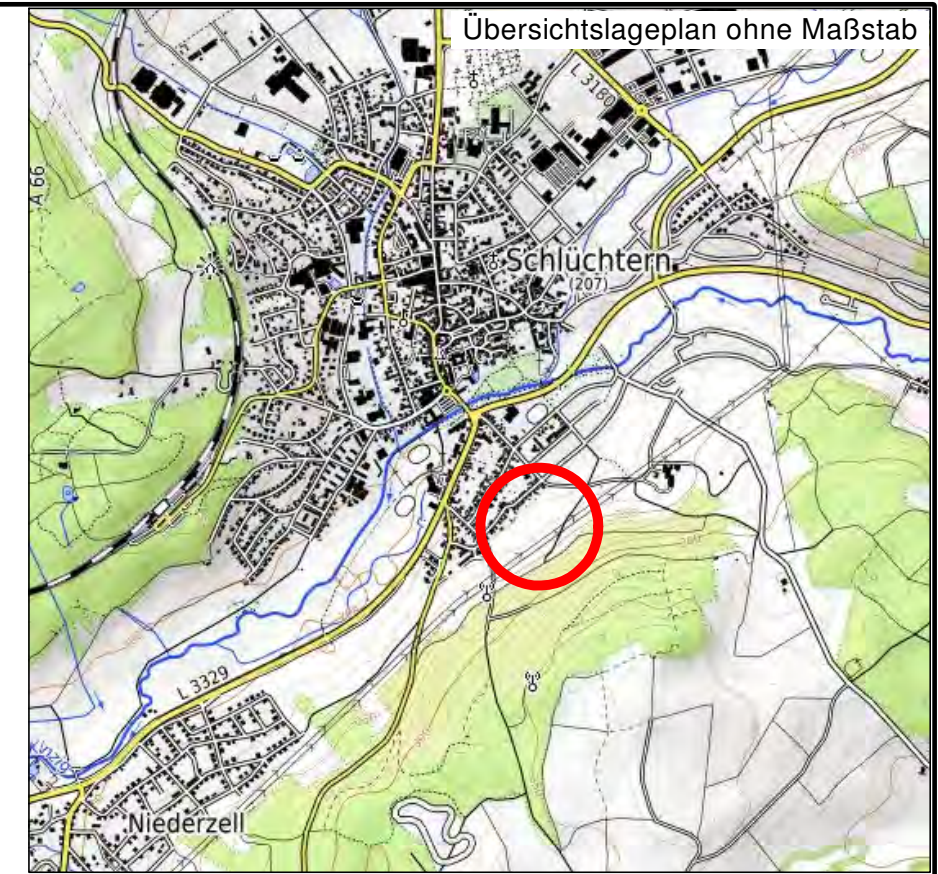 Übersichtslageplan ohne Maßstab
L 3180
A 66
Schlüchtern
(207)
L 3329
Niederzell